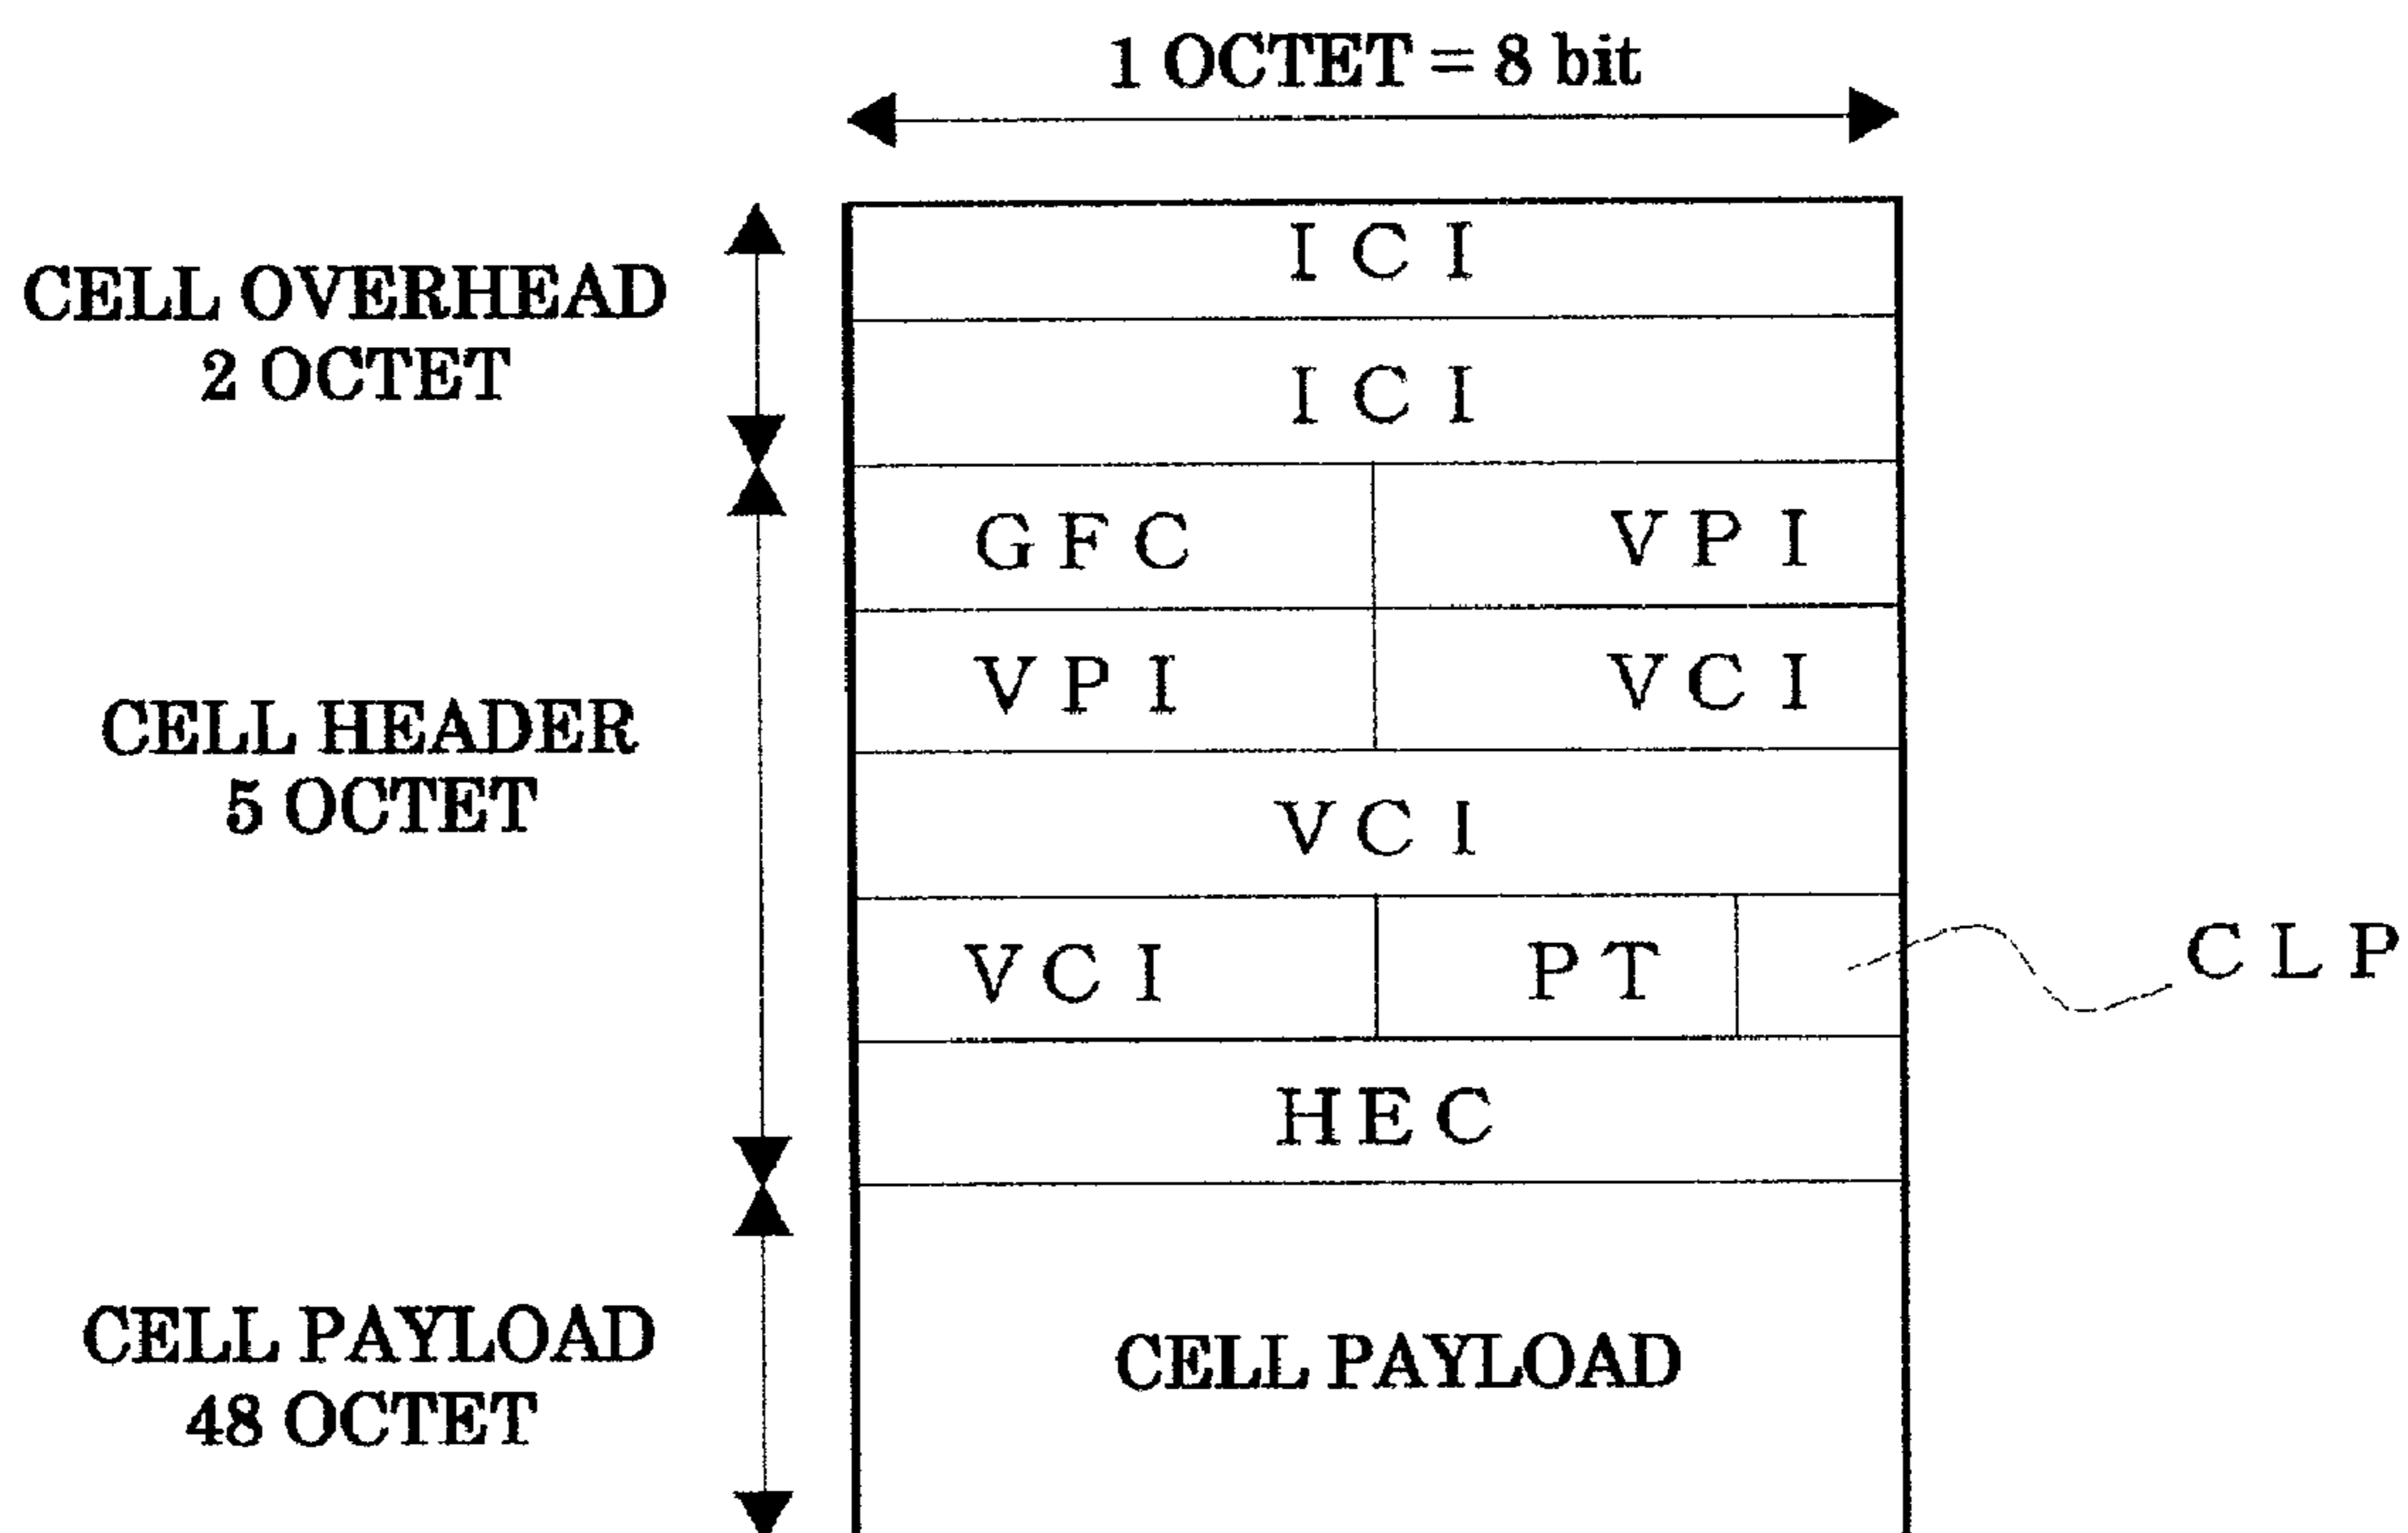 1 OCTET = 8 bit
CELL OVERHEAD
2 OCTET
I C I
I C I
G F C
V P I
CELL HEADER
5 OCTET
V P I
V C I
V C I
V C I
P T
C L P
H E C
CELL PAYLOAD
48 OCTET
CELL PAYLOAD